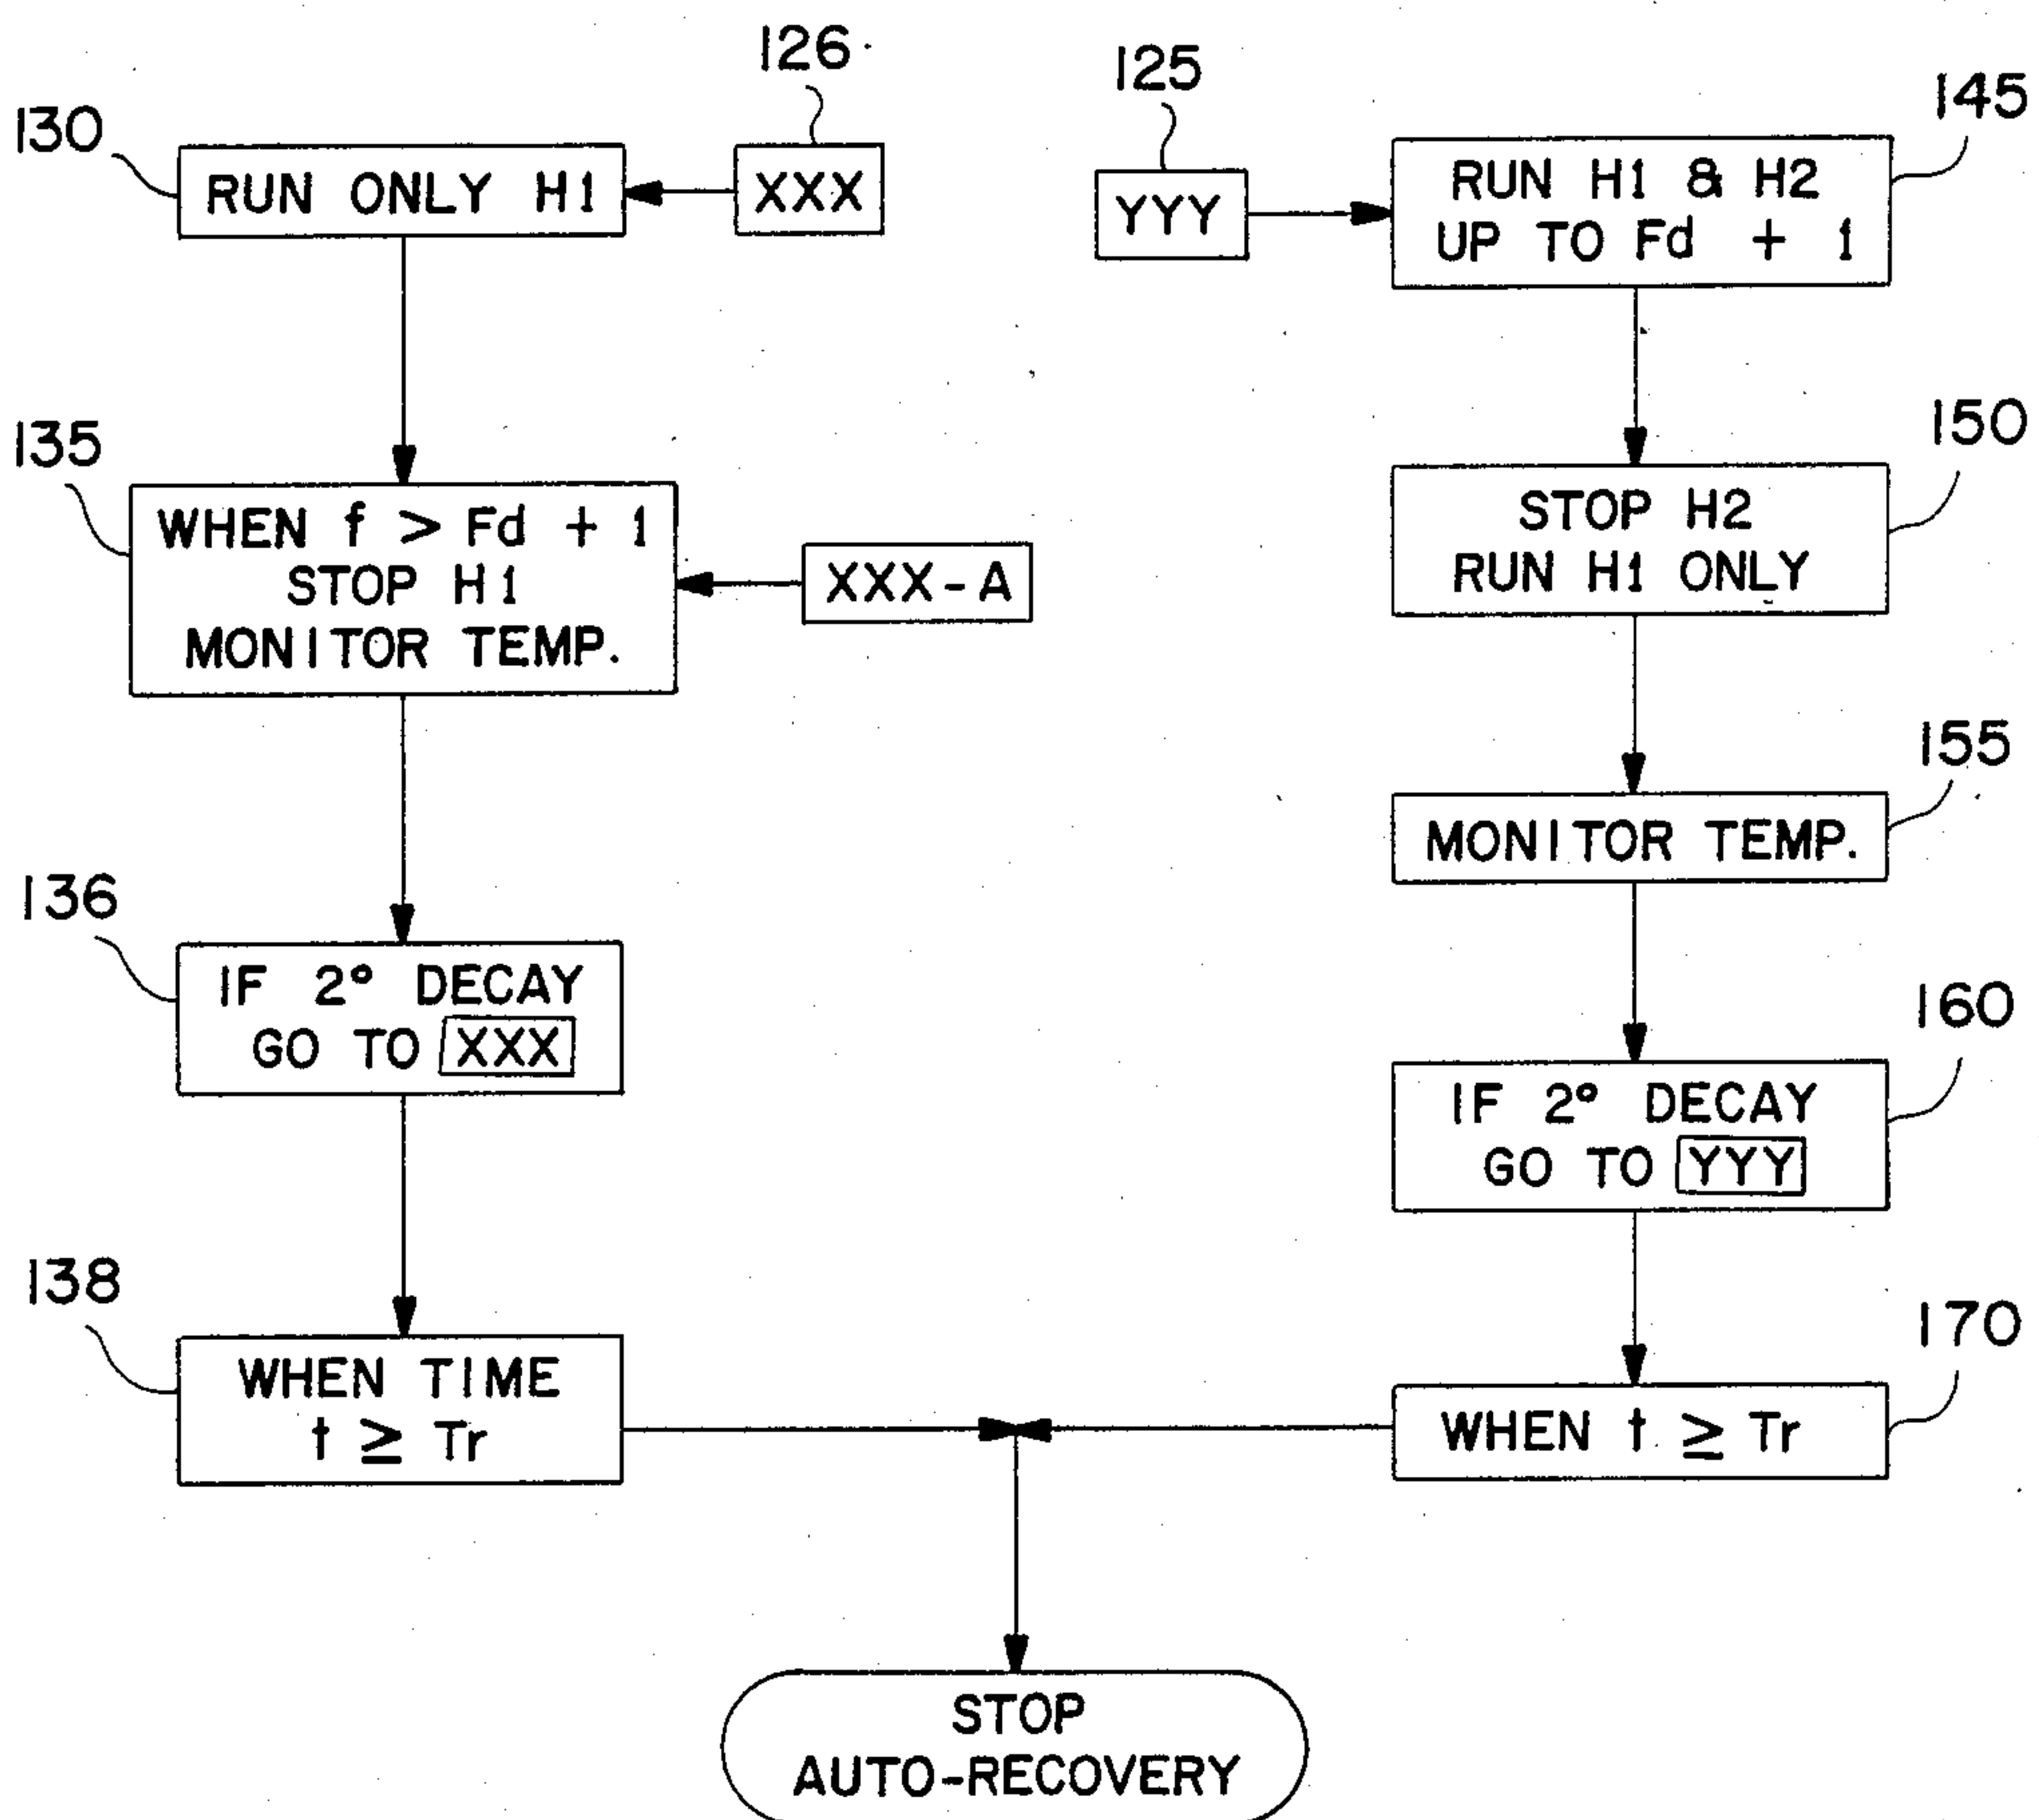 126
125
145
130
RUN ONLY H1
XXX
YYY
RUN H1 & H2
UP TO Fd + 1
135
WHEN f > Fd + 1
STOP H1
MONITOR TEMP.
XXX-A
150
STOP H2
RUN H1 ONLY
155
MONITOR TEMP.
136
IF 2° DECAY
GO TO XXX
160
IF 2° DECAY
GO TO YYY
138
WHEN TIME
t ≥ Tr
170
WHEN t ≥ Tr
STOP
AUTO-RECOVERY